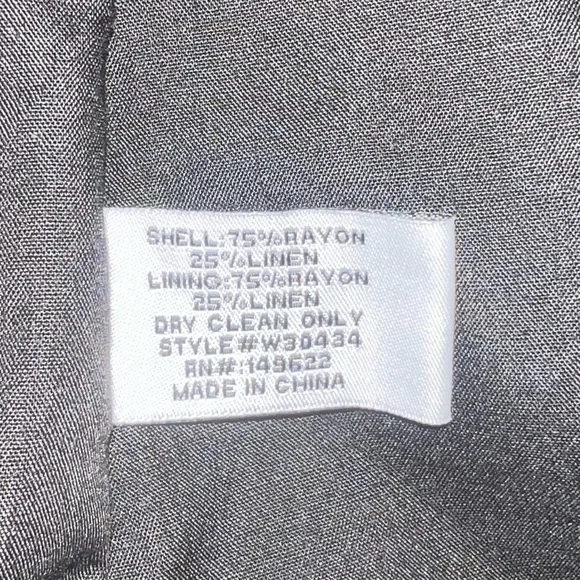 SHELL:75%RAYON
25%LINEN
LINING:75%RAYON
25%LINEN
DRY CLEAN ONLY
STYLE#W30434
RN#:149622
MADE IN CHINA